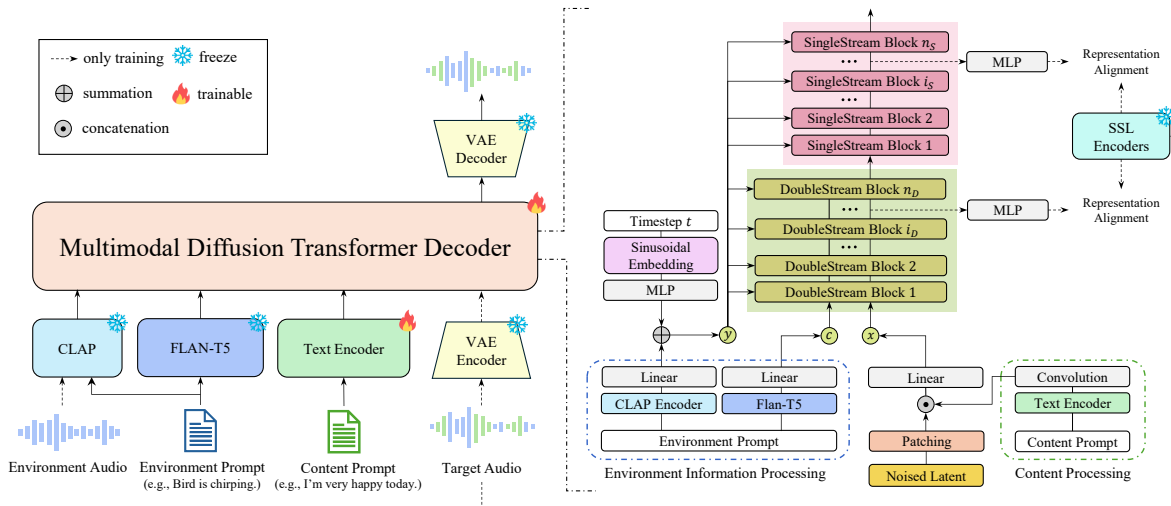 only training
freeze
summation
trainable
concatenation
VAE
Decoder
Multimodal Diffusion Transformer Decoder
CLAP
FLAN-T5
Text Encoder
VAE
Encoder
Environment Audio
Environment Prompt
(e.g., Bird is chirping.)
Content Prompt
(e.g., I'm very happy today.)
Target Audio
SingleStream Block n_S
...
SingleStream Block i_S
...
SingleStream Block 2
SingleStream Block 1
MLP
Representation
Alignment
SSL
Encoders
DoubleStream Block n_D
...
DoubleStream Block i_D
...
DoubleStream Block 2
DoubleStream Block 1
MLP
Representation
Alignment
Timestep t
Sinusoidal
Embedding
MLP
y
c
x
Linear
Linear
CLAP Encoder
Flan-T5
Environment Prompt
Environment Information Processing
Linear
Patching
Noised Latent
Convolution
Text Encoder
Content Prompt
Content Processing